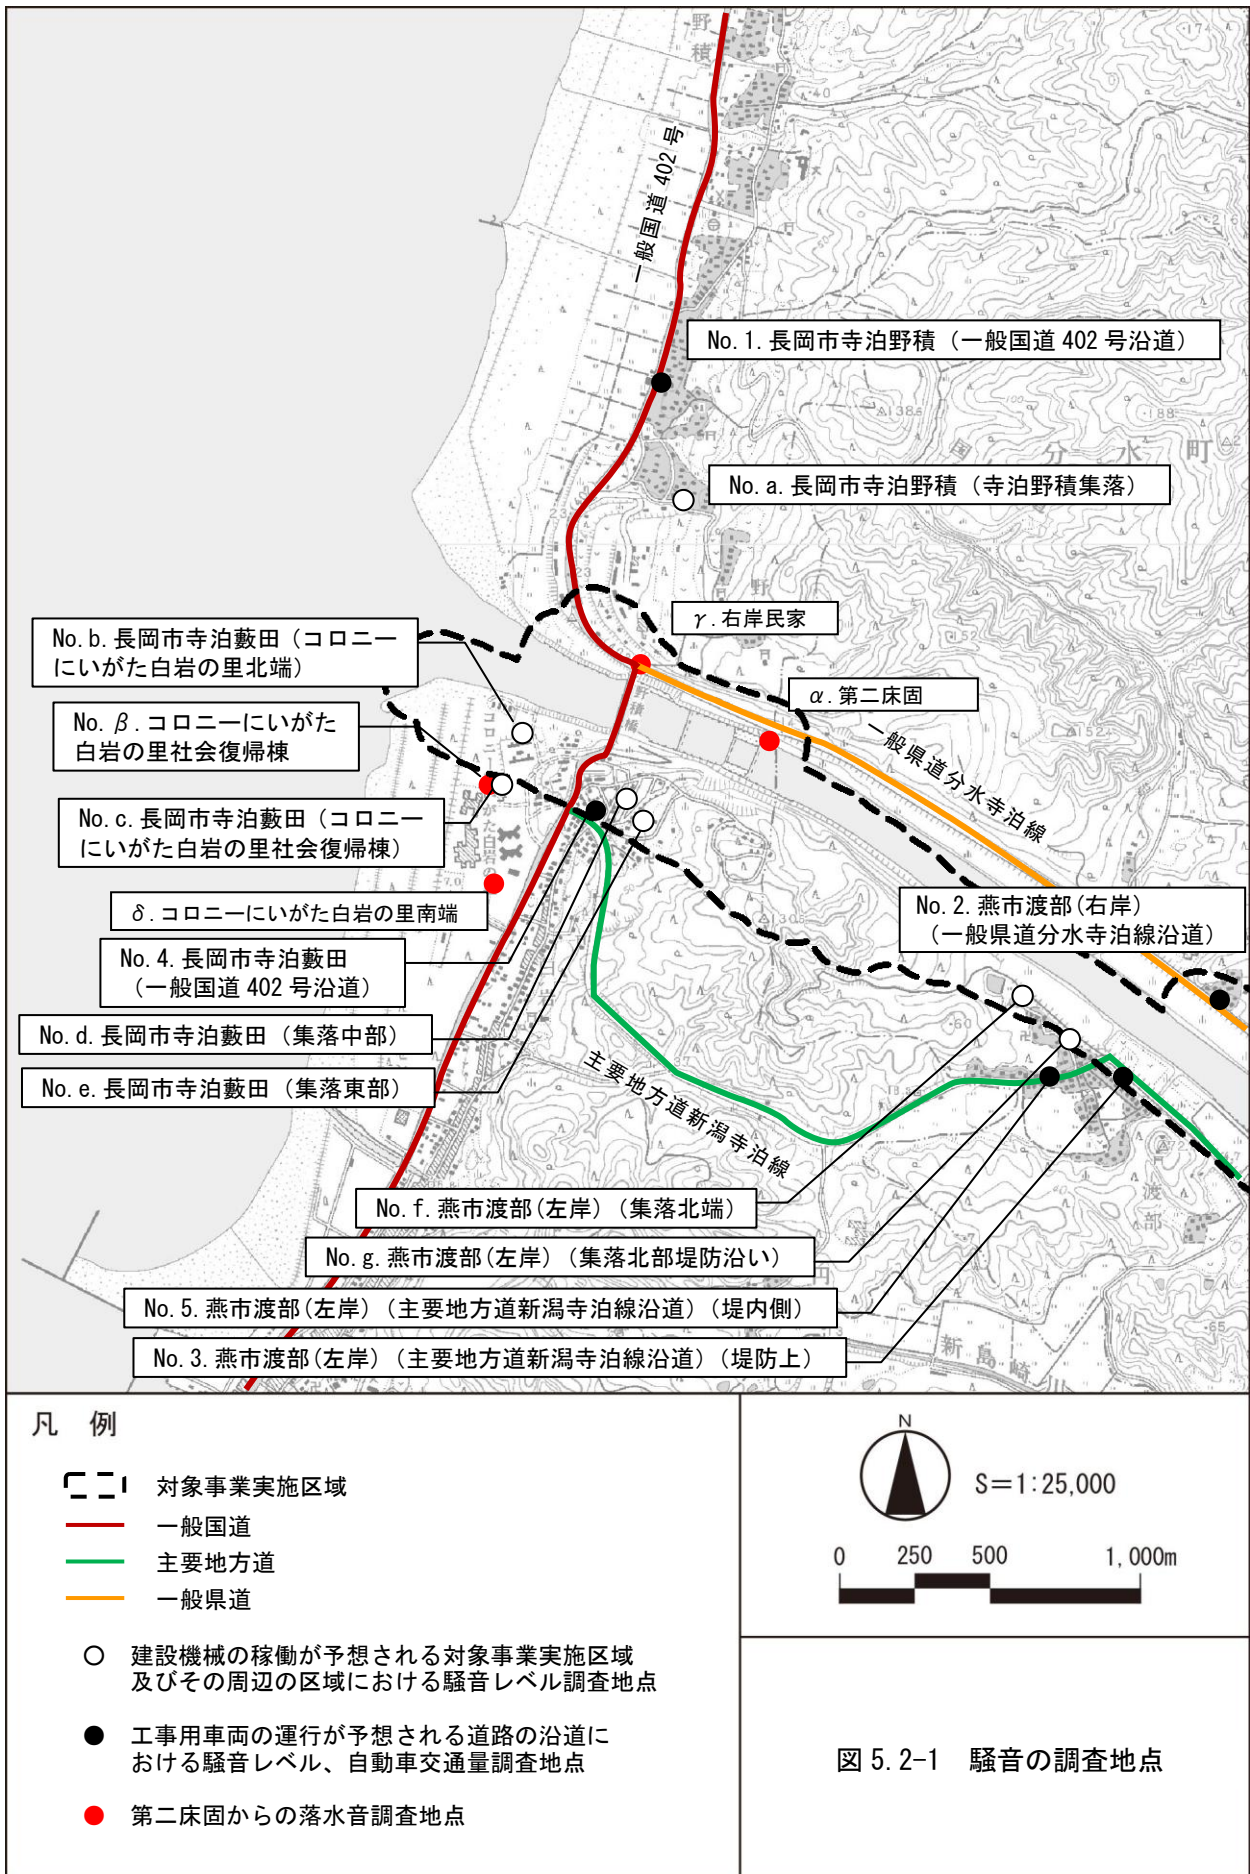 野積
一般国道 402 号
No. 1. 長岡市寺泊野積（一般国道 402 号沿道）
分水町
No. a. 長岡市寺泊野積（寺泊野積集落）
野
γ. 右岸民家
No. b. 長岡市寺泊藪田（コロニー
にいがた白岩の里北端）
α. 第二床固
No. β. コロニーにいがた
白岩の里社会復帰棟
野積橋
一般県道分水寺泊線
No. c. 長岡市寺泊藪田（コロニー
にいがた白岩の里社会復帰棟）
δ. コロニーにいがた白岩の里南端
No. 2. 燕市渡部(右岸)
（一般県道分水寺泊線沿道）
No. 4. 長岡市寺泊藪田
（一般国道 402 号沿道）
No. d. 長岡市寺泊藪田（集落中部）
No. e. 長岡市寺泊藪田（集落東部）
主要地方道新潟寺泊線
渡部
No. f. 燕市渡部(左岸)（集落北端）
No. g. 燕市渡部(左岸)（集落北部堤防沿い）
No. 5. 燕市渡部(左岸)（主要地方道新潟寺泊線沿道）(堤内側)
No. 3. 燕市渡部(左岸)（主要地方道新潟寺泊線沿道）(堤防上)
新島崎川
凡 例
対象事業実施区域
一般国道
主要地方道
一般県道
建設機械の稼働が予想される対象事業実施区域
及びその周辺の区域における騒音レベル調査地点
工事用車両の運行が予想される道路の沿道に
おける騒音レベル、自動車交通量調査地点
第二床固からの落水音調査地点
N
S＝1:25,000
0 250 500 1,000m
図 5.2-1 騒音の調査地点